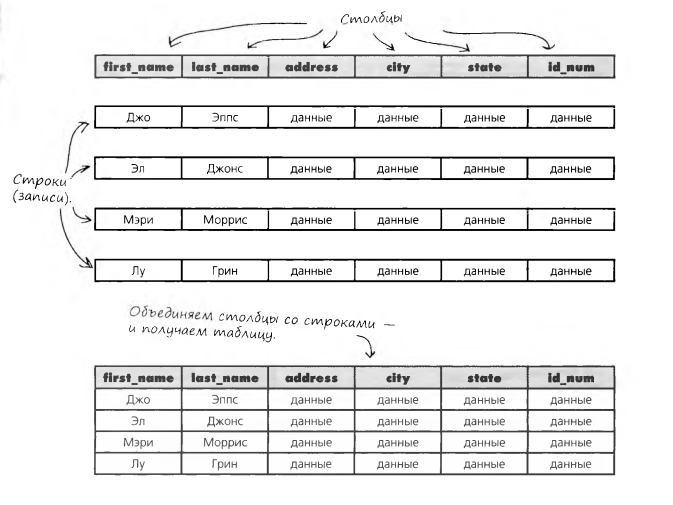 Столбцы
first_name last_name address city state id_num
Джо Эппс данные данные данные данные
Эл Джонс данные данные данные данные
Строки
(записи).
Мэри Моррис данные данные данные данные
Лу Грин данные данные данные данные
Объединяем столбцы со строками —
и получаем таблицу.
first_name last_name address city state id_num
Джо Эппс данные данные данные данные
Эл Джонс данные данные данные данные
Мэри Моррис данные данные данные данные
Лу Грин данные данные данные данные